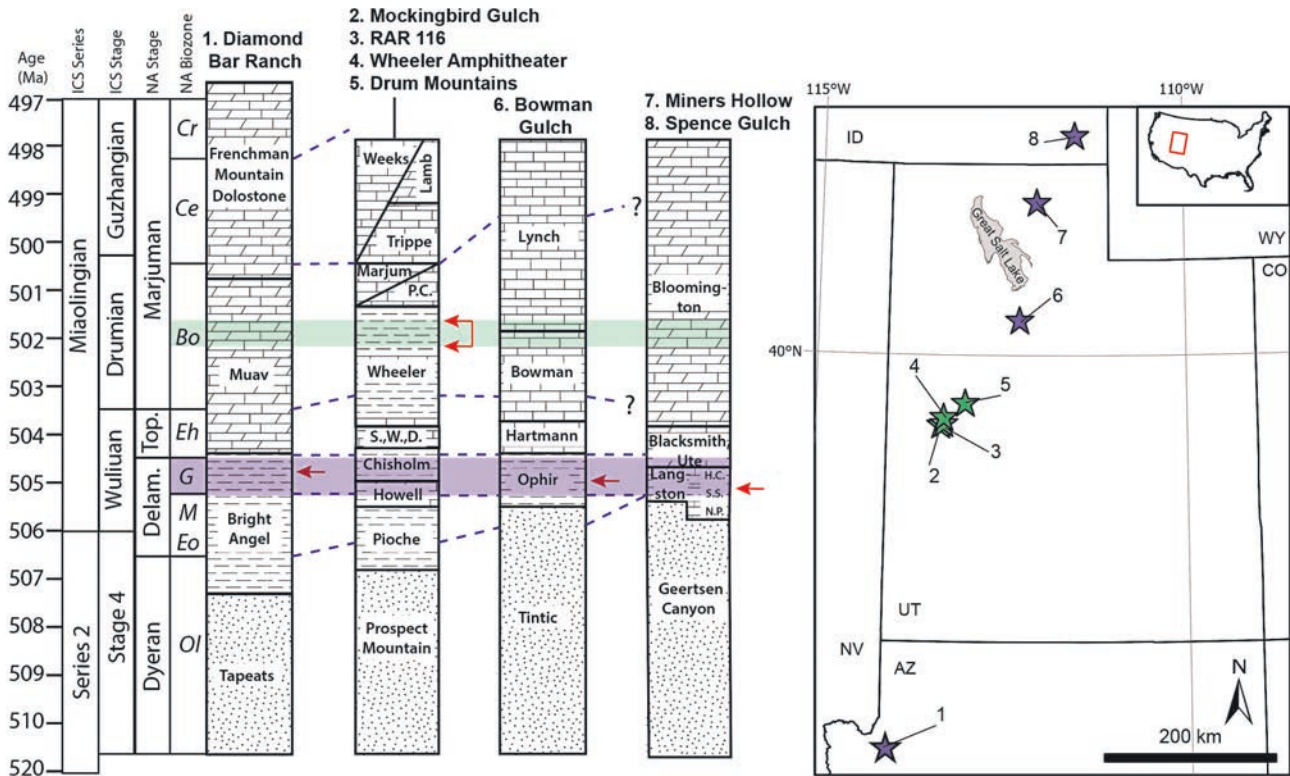 Age
(Ma)
ICS Series
ICS Stage
NA Stage
NA Biozone
497
498
499
500
501
502
503
504
505
506
507
508
509
510
511
520
Miaolingian
Series 2
Guzhangian
Drumian
Wuliuan
Stage 4
Marjuman
Top.
Delam.
Dyeran
Cr
Ce
Bo
Eh
G
M
Eo
Ol
1. Diamond
Bar Ranch
Frenchman
Mountain
Dolostone
Muav
Bright
Angel
Tapeats
2. Mockingbird Gulch
3. RAR 116
4. Wheeler Amphitheater
5. Drum Mountains
Weeks
Lamb
Trippe
Marjum
P.C.
Wheeler
S.,W.,D.
Chisholm
Howell
Pioche
Prospect
Mountain
6. Bowman
Gulch
Lynch
Bowman
Hartmann
Ophir
Tintic
7. Miners Hollow
8. Spence Gulch
?
Blooming-
ton
?
Blacksmith
Ute
Lang-
ston
H.C.
S.S.
N.P.
Geertsen
Canyon
115°N
110°N
40°N
ID
WY
CO
UT
NV
AZ
Great Salt Lake
8
7
6
5
4
3
2
1
N
200 km